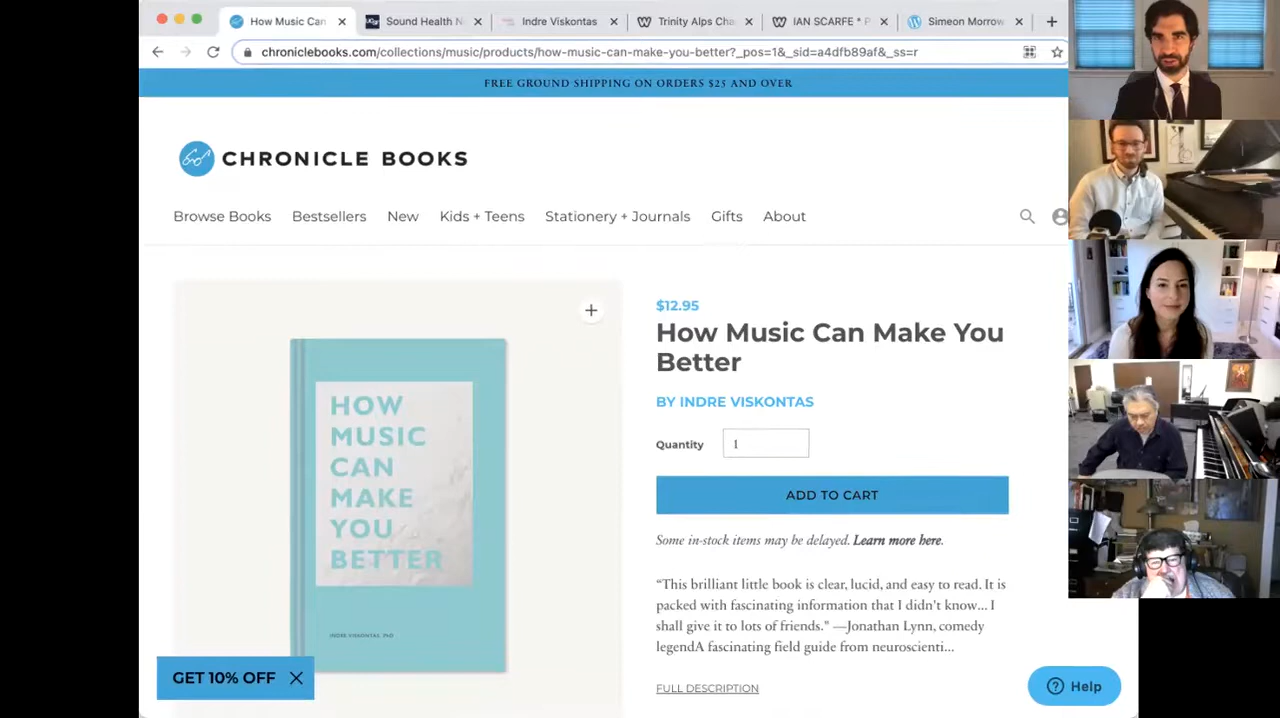 How Music Can
Sound Health N
Indre Viskontas
Trinity Alps Cha
IAN SCARFE * P
Simeon Morrow
chroniclebooks.com/collections/music/products/how-music-can-make-you-better?_pos=1&_sid=a4dfb89af&_ss=r
FREE GROUND SHIPPING ON ORDERS $25 AND OVER
CHRONICLE BOOKS
Browse Books Bestsellers New Kids + Teens Stationery + Journals Gifts About
$12.95
How Music Can Make You
Better
BY INDRE VISKONTAS
Quantity 1
ADD TO CART
Some in-stock items may be delayed. Learn more here.
“This brilliant little book is clear, lucid, and easy to read. It is
packed with fascinating information that I didn't know... I
shall give it to lots of friends." —Jonathan Lynn, comedy
legendA fascinating field guide from neuroscienti...
FULL DESCRIPTION
HOW
MUSIC
CAN
MAKE
YOU
BETTER
INDRE VISKONTAS, PhD
GET 10% OFF
Help